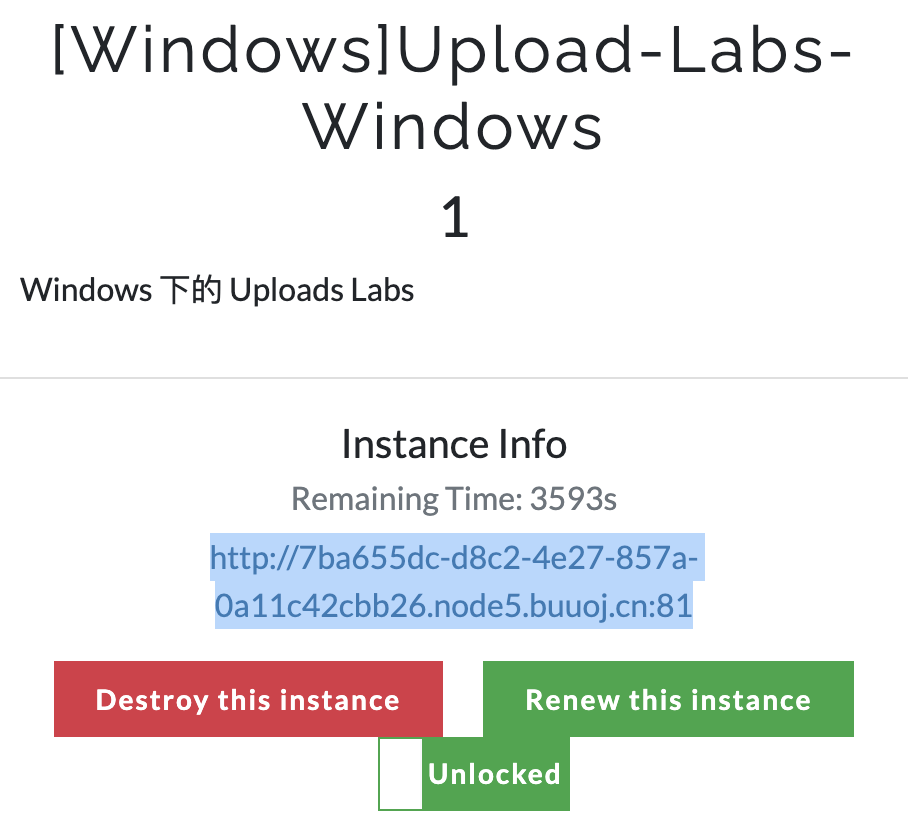 [Windows]Upload-Labs-
Windows
1
Windows 下的 Uploads Labs
Instance Info
Remaining Time: 3593s
http://7ba655dc-d8c2-4e27-857a-
0a11c42cbb26.node5.buuoj.cn:81
Destroy this instance
Renew this instance
Unlocked